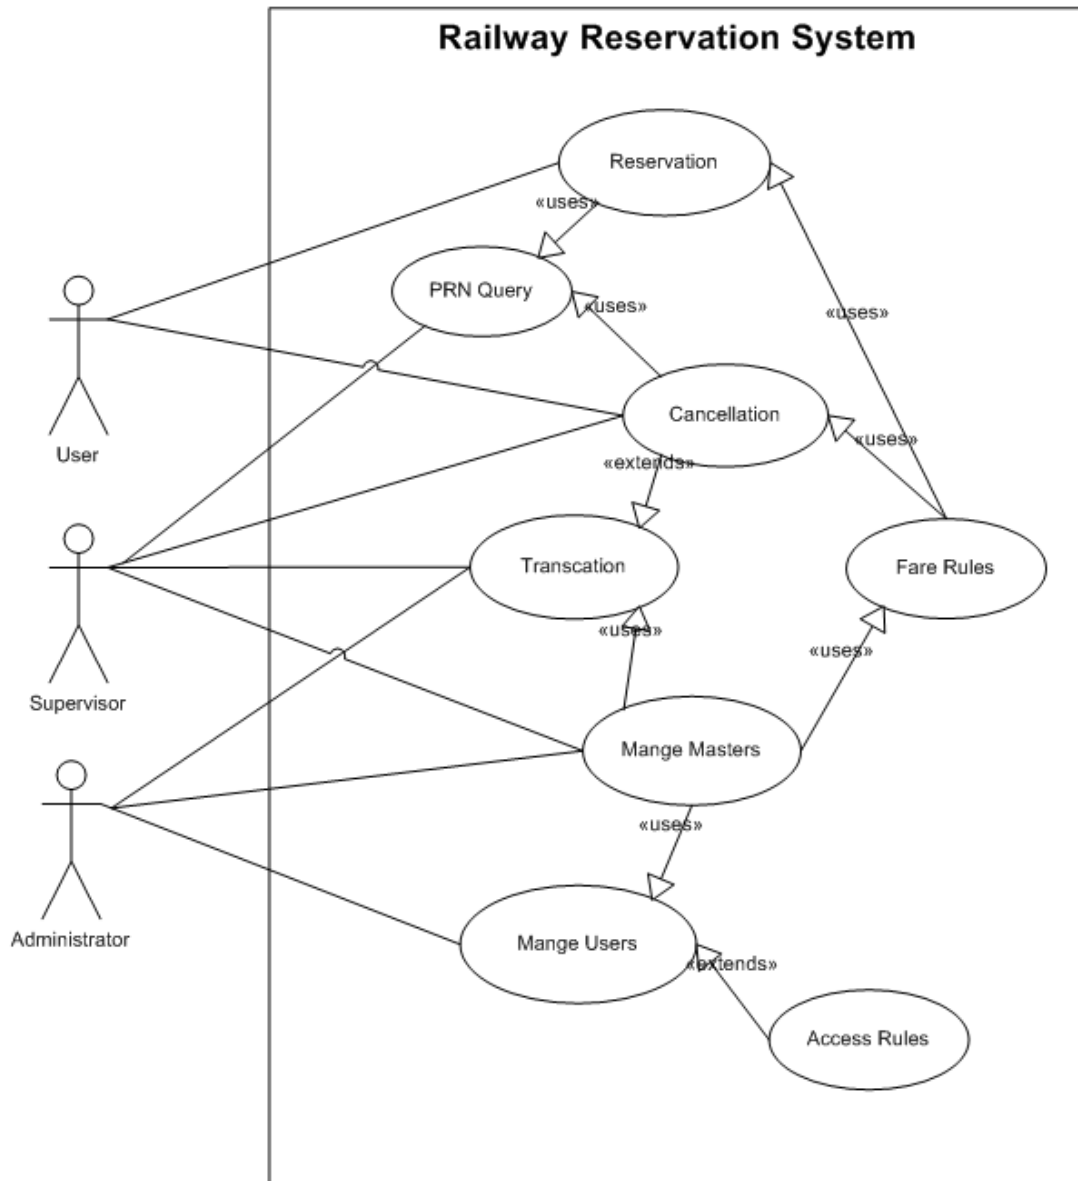 Railway Reservation System
Reservation
«uses»
PRN Query
«uses»
«uses»
Cancellation
«uses»
User
«extends»
Transcation
Fare Rules
«uses»
«uses»
Supervisor
Mange Masters
«uses»
Administrator
Mange Users
«extends»
Access Rules